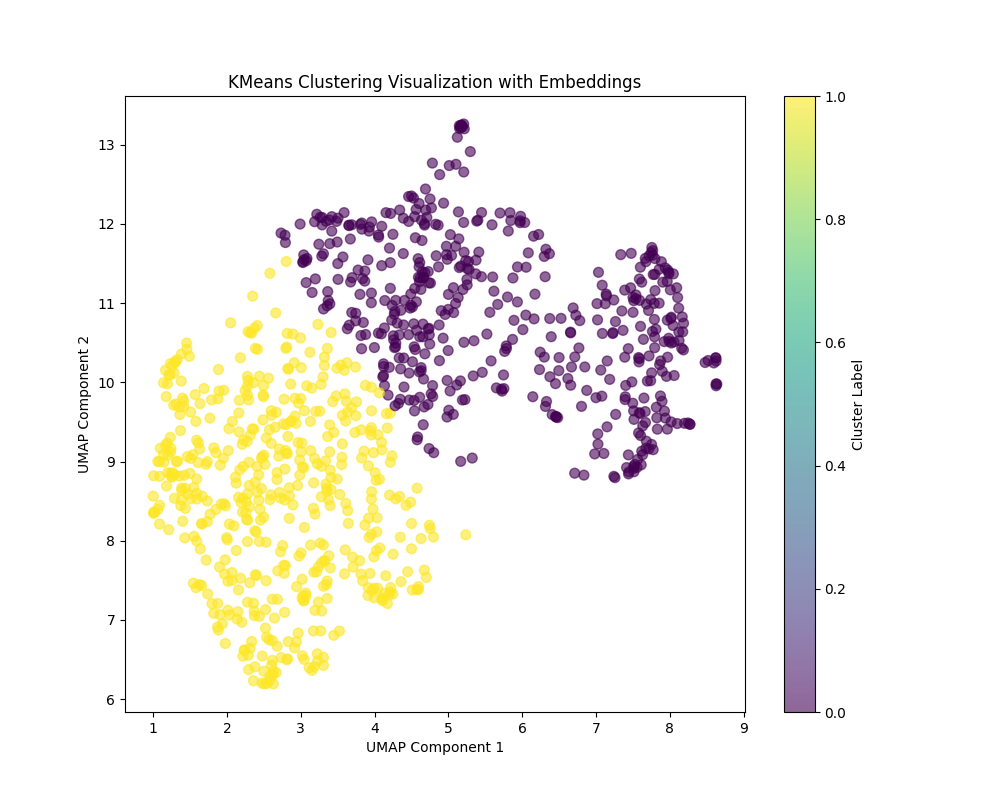 KMeans Clustering Visualization with Embeddings
13
12
11
10
9
8
7
6
UMAP Component 2
1 2 3 4 5 6 7 8 9
UMAP Component 1
1.0
0.8
0.6
0.4
0.2
0.0
Cluster Label